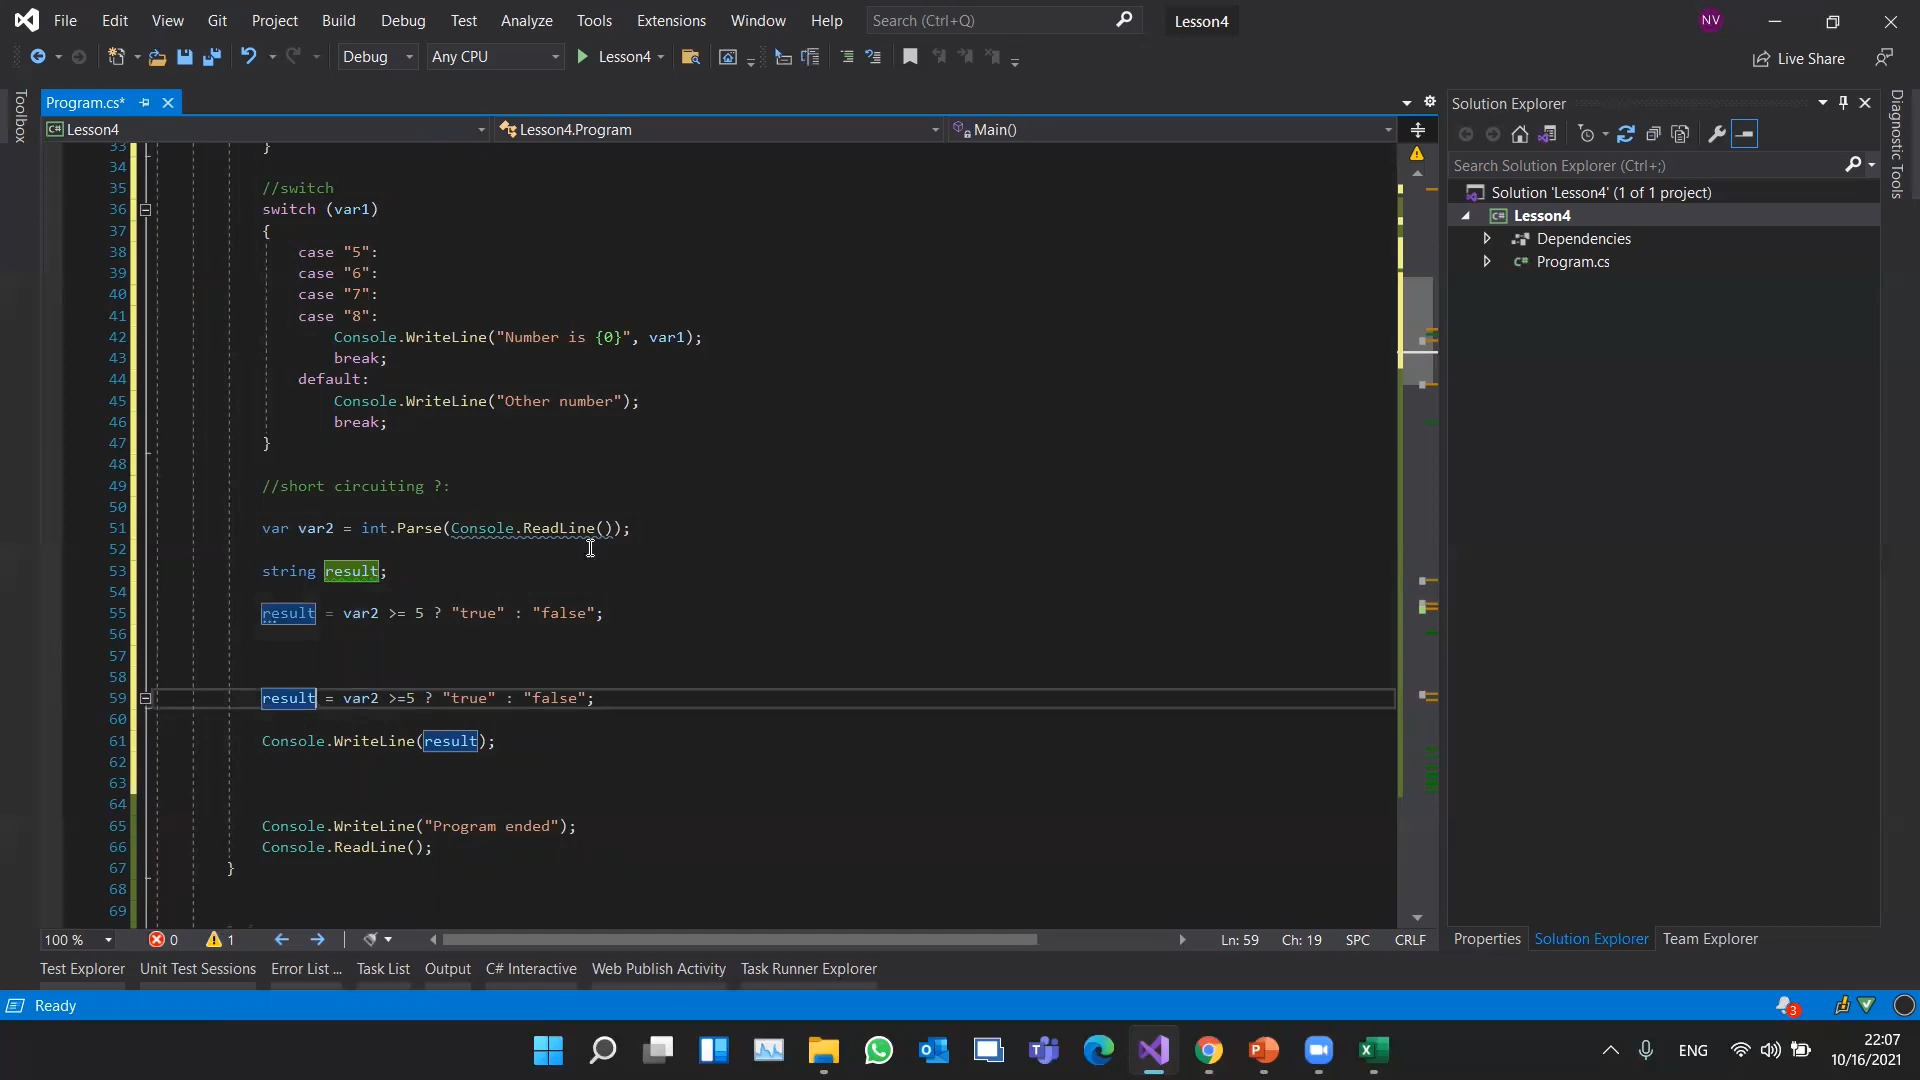 File Edit View Git Project Build Debug Test Analyze Tools Extensions Window Help Search (Ctrl+Q) Lesson4 NV
Debug Any CPU Lesson4 Live Share
Toolbox
Program.cs*
Lesson4 Lesson4.Program Main()
33 }
34
35 //switch
36 switch (var1)
37 {
38 case "5":
39 case "6":
40 case "7":
41 case "8":
42 Console.WriteLine("Number is {0}", var1);
43 break;
44 default:
45 Console.WriteLine("Other number");
46 break;
47 }
48
49 //short circuiting ?:
50
51 var var2 = int.Parse(Console.ReadLine());
52
53 string result;
54
55 result = var2 >= 5 ? "true" : "false";
56
57
58
59 result = var2 >=5 ? "true" : "false";
60
61 Console.WriteLine(result);
62
63
64
65 Console.WriteLine("Program ended");
66 Console.ReadLine();
67 }
68
69
100 % 0 1 Ln: 59 Ch: 19 SPC CRLF
Solution Explorer
Search Solution Explorer (Ctrl+;)
Solution 'Lesson4' (1 of 1 project)
Lesson4
Dependencies
Program.cs
Properties Solution Explorer Team Explorer
Diagnostic Tools
Test Explorer Unit Test Sessions Error List ... Task List Output C# Interactive Web Publish Activity Task Runner Explorer
Ready 3
ENG 22:07
10/16/2021